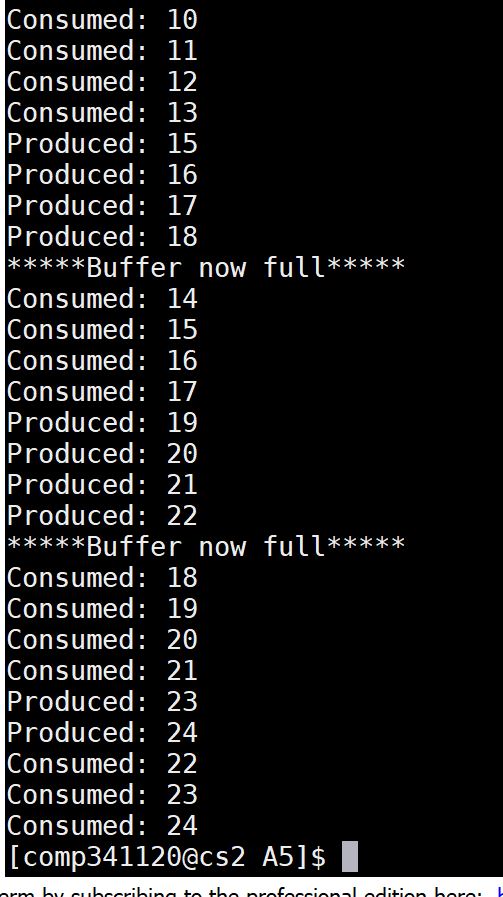 Consumed: 10
Consumed: 11
Consumed: 12
Consumed: 13
Produced: 15
Produced: 16
Produced: 17
Produced: 18
*****Buffer now full*****
Consumed: 14
Consumed: 15
Consumed: 16
Consumed: 17
Produced: 19
Produced: 20
Produced: 21
Produced: 22
*****Buffer now full*****
Consumed: 18
Consumed: 19
Consumed: 20
Consumed: 21
Produced: 23
Produced: 24
Consumed: 22
Consumed: 23
Consumed: 24
[comp341120@cs2 A5]$
erm by subscribing to the professional edition here: